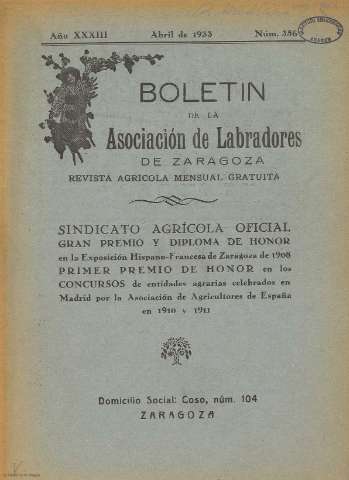 Año XXXIII Abril de 1933 Núm. 386
BOLETIN
DE LA
Asociación de Labradores
DE ZARAGOZA
REVISTA AGRÍCOLA MENSUAL GRATUITA
SINDICATO AGRÍCOLA OFICIAL
GRAN PREMIO Y DIPLOMA DE HONOR
en la Exposición Hispano-Francesa de Zaragoza de 1908
PRIMER PREMIO DE HONOR en los
CONCURSOS de entidades agrarias celebrados en
Madrid por la Asociación de Agricultores de España
en 1910 y 1911
Domicilio Social: Coso, núm. 104
ZARAGOZA